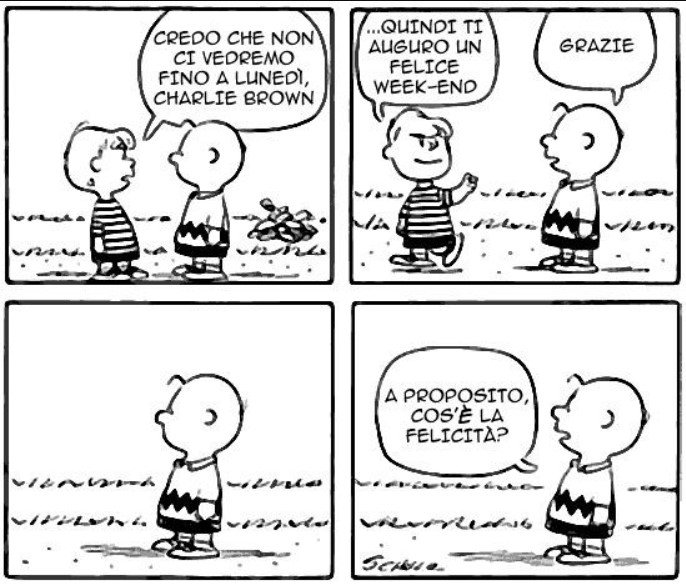 CREDO CHE NON
CI VEDREMO
FINO A LUNEDÌ,
CHARLIE BROWN
...QUINDI TI
AUGURO UN
FELICE
WEEK-END
GRAZIE
A PROPOSITO,
COS'È LA
FELICITÀ?
SCHULZ